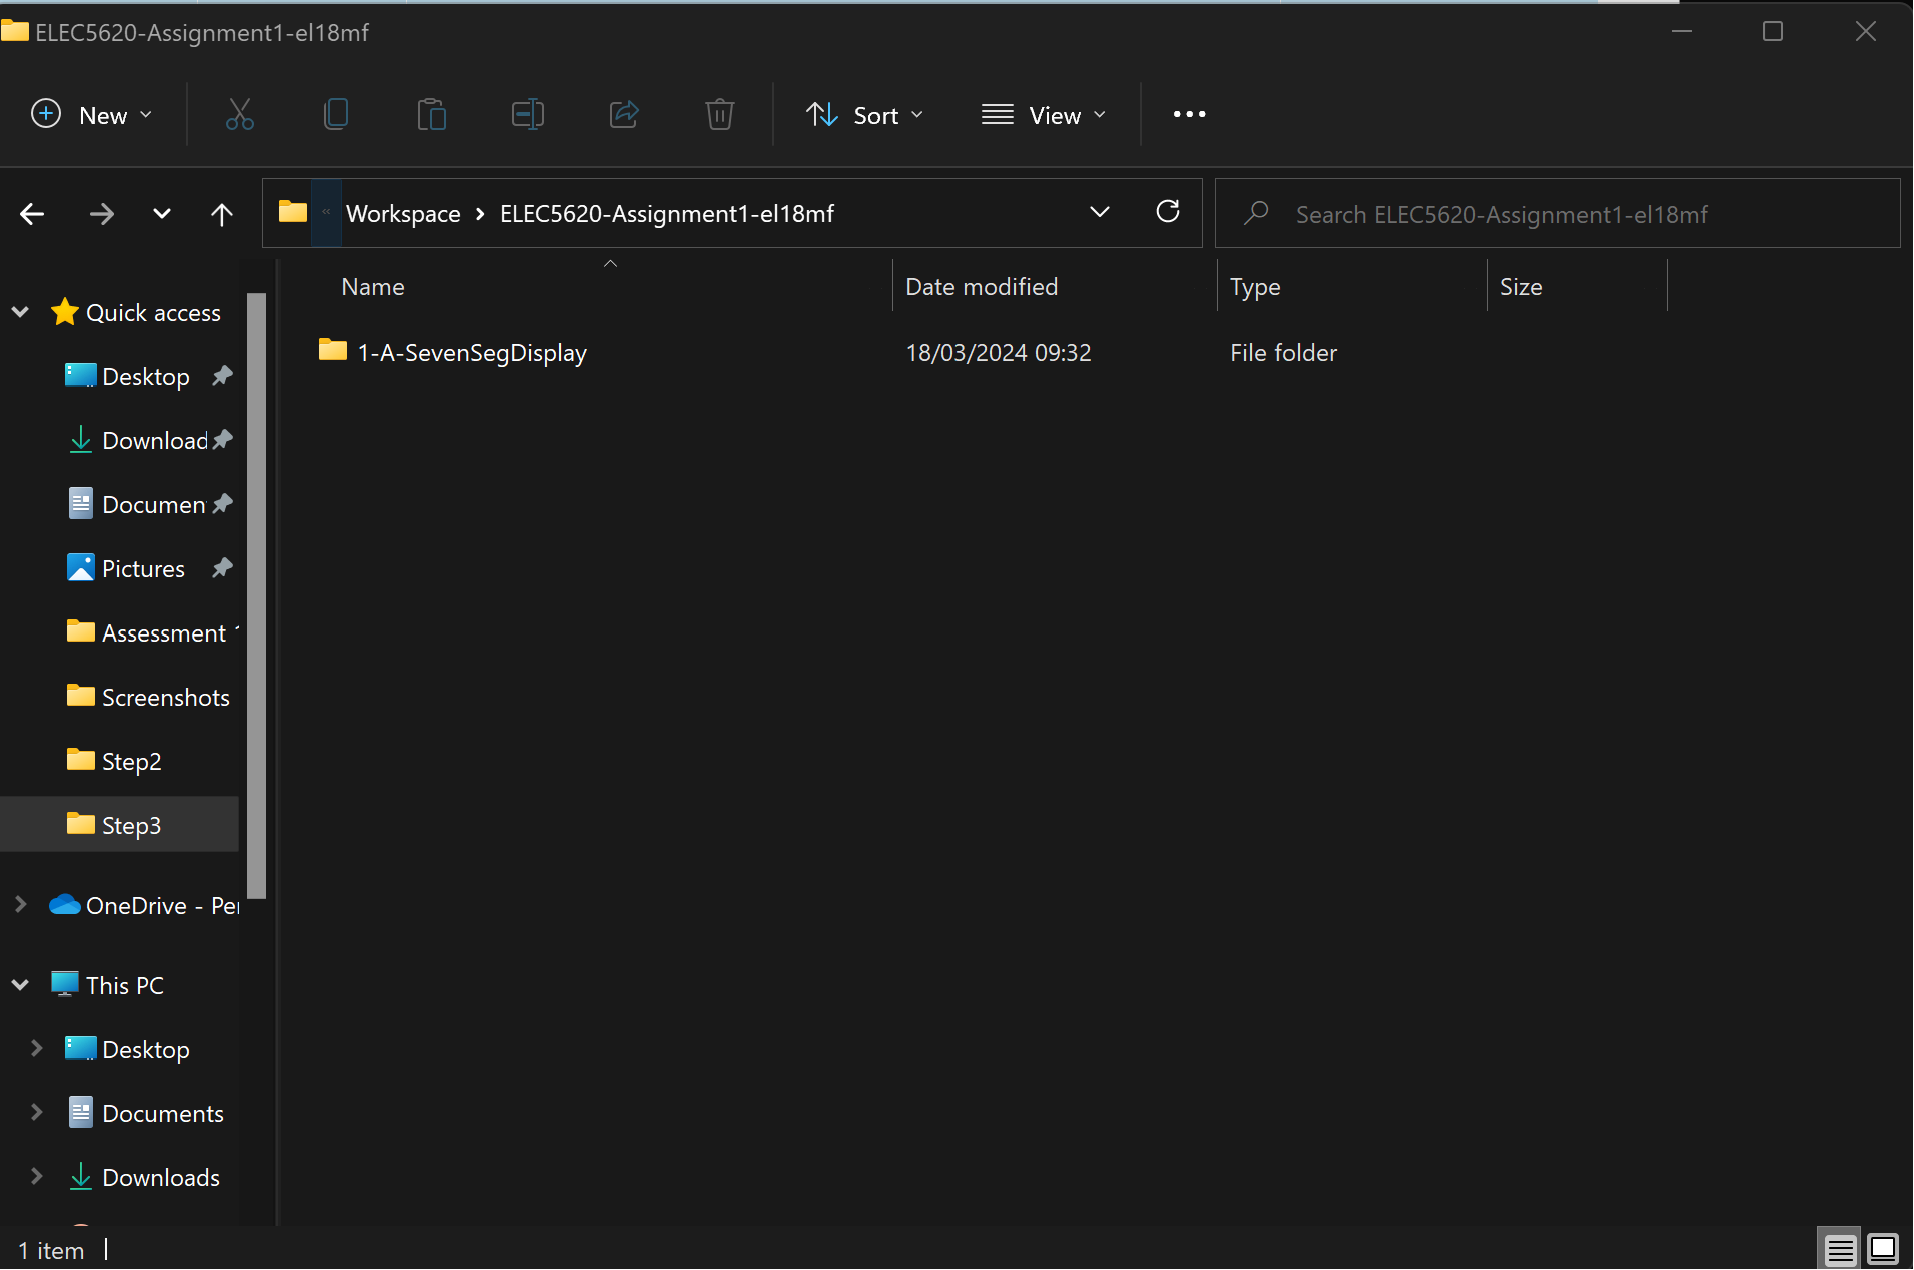 ELEC5620-Assignment1-el18mf
New Sort View
Workspace › ELEC5620-Assignment1-el18mf Search ELEC5620-Assignment1-el18mf
Name Date modified Type Size
1-A-SevenSegDisplay 18/03/2024 09:32 File folder
Quick access
Desktop
Download
Documen
Pictures
Assessment
Screenshots
Step2
Step3
OneDrive - Per
This PC
Desktop
Documents
Downloads
1 item